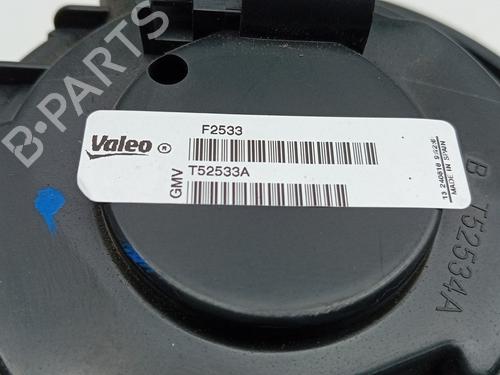 B-PARTS
Valeo ®
F2533
GMV
T52533A
MADE IN SPAIN
B T52534A